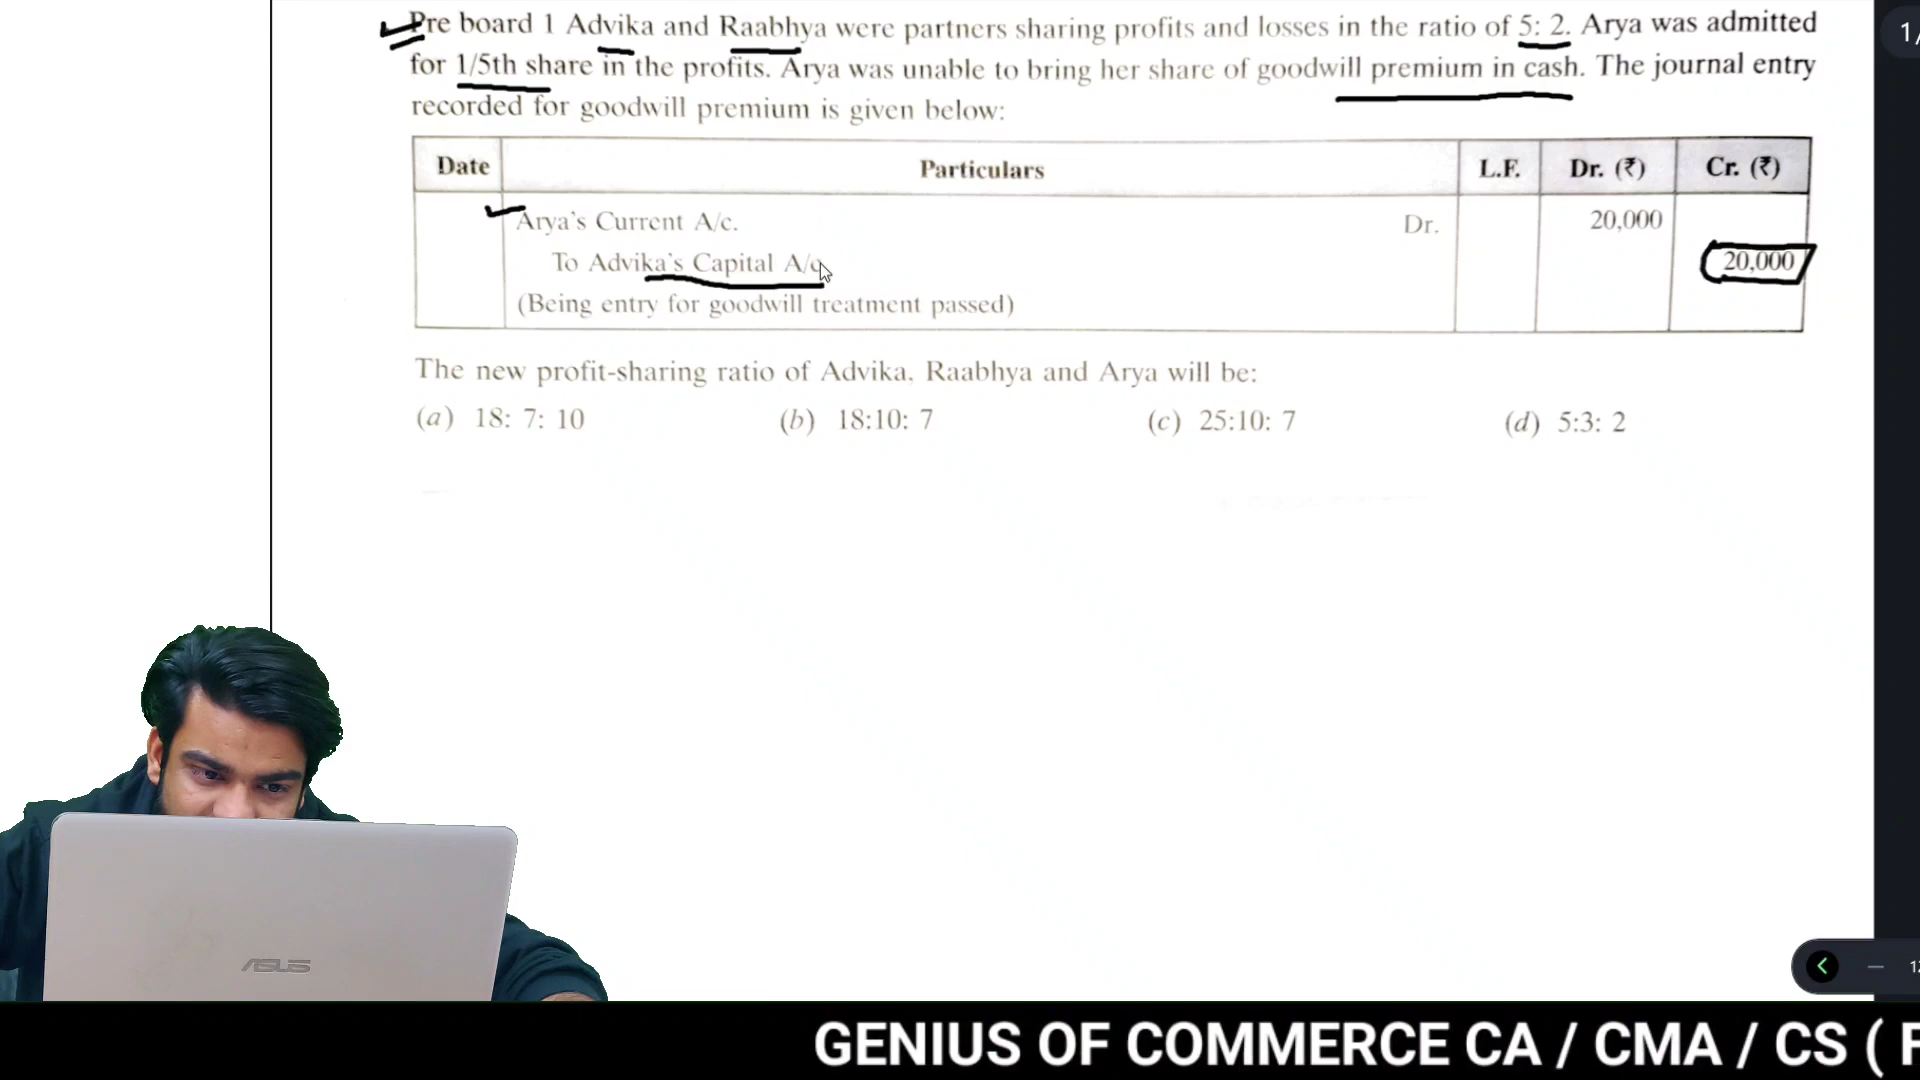 Pre board 1 Advika and Raabhya were partners sharing profits and losses in the ratio of 5: 2. Arya was admitted
for 1/5th share in the profits. Arya was unable to bring her share of goodwill premium in cash. The journal entry
recorded for goodwill premium is given below:
Date Particulars L.F. Dr. (₹) Cr. (₹)
Arya's Current A/c. Dr. 20,000
To Advika's Capital A/c 20,000
(Being entry for goodwill treatment passed)
The new profit-sharing ratio of Advika, Raabhya and Arya will be:
(a) 18: 7: 10 (b) 18:10: 7 (c) 25:10: 7 (d) 5:3: 2
ASUS
GENIUS OF COMMERCE CA / CMA / CS (